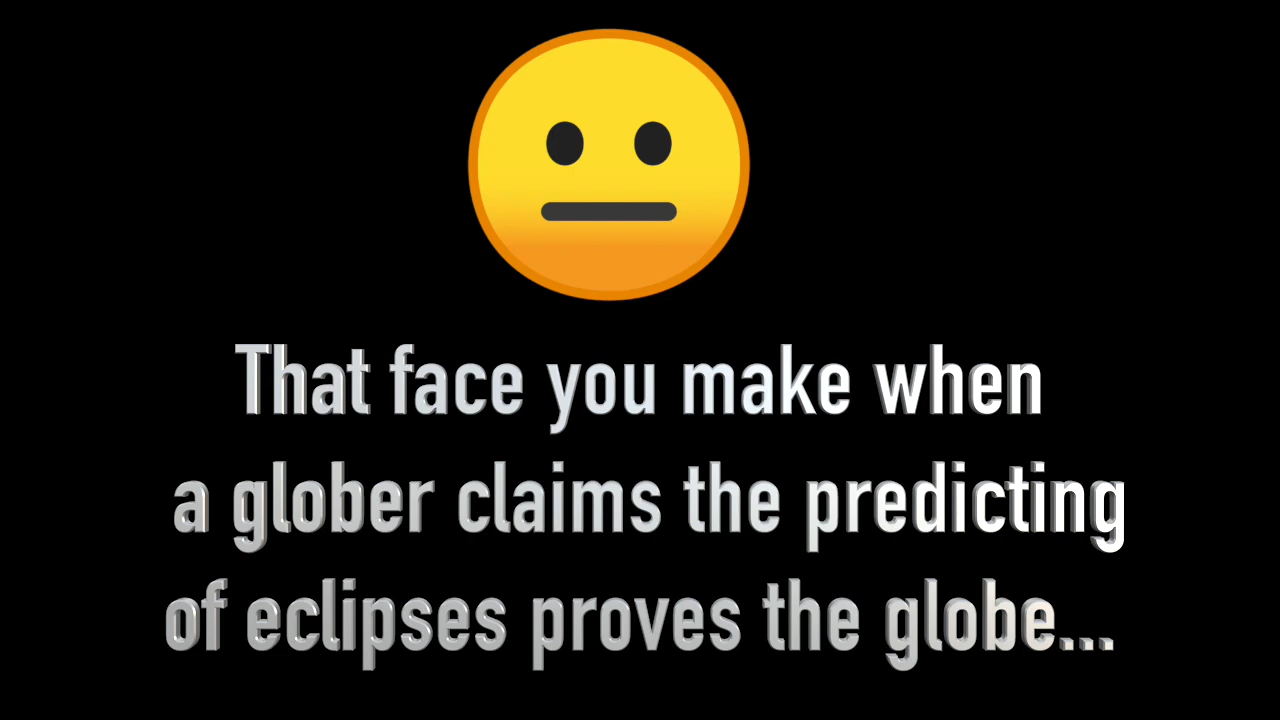 That face you make when
a glober claims the predicting
of eclipses proves the globe...